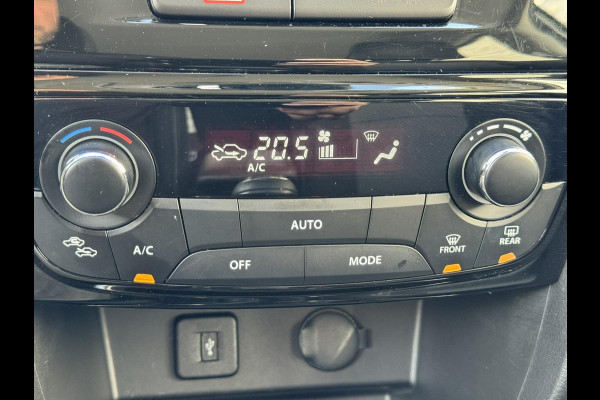 20.5
A/C
AUTO
A/C
OFF
MODE
FRONT
REAR